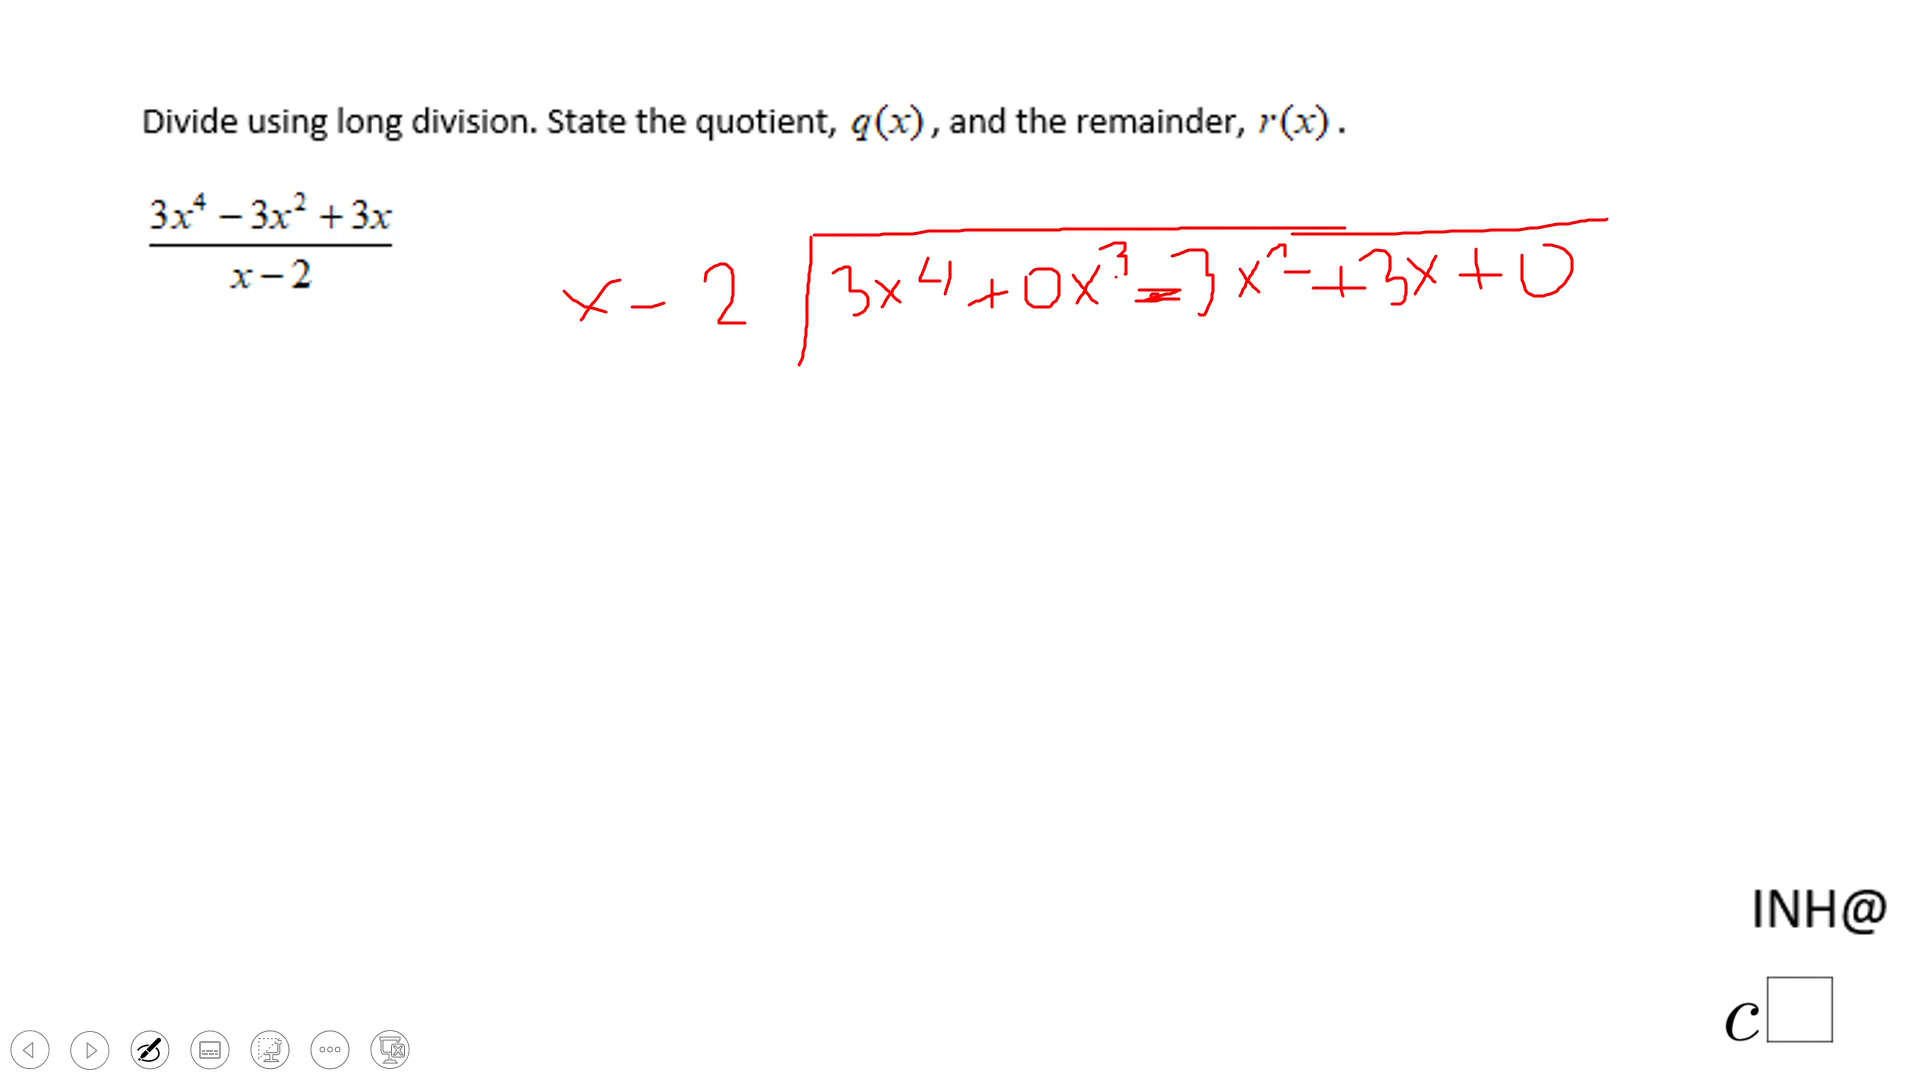 Divide using long division. State the quotient, q(x), and the remainder, r(x).
3x⁴ − 3x² + 3x
x − 2
x − 2 3x⁴ + 0x³ − 3x² + 3x + 0
INH@
c